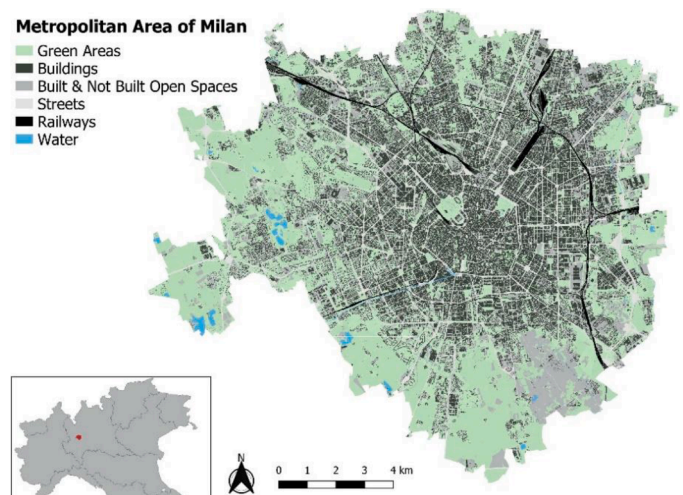 Metropolitan Area of Milan
Green Areas
Buildings
Built & Not Built Open Spaces
Streets
Railways
Water
N
0 1 2 3 4 km